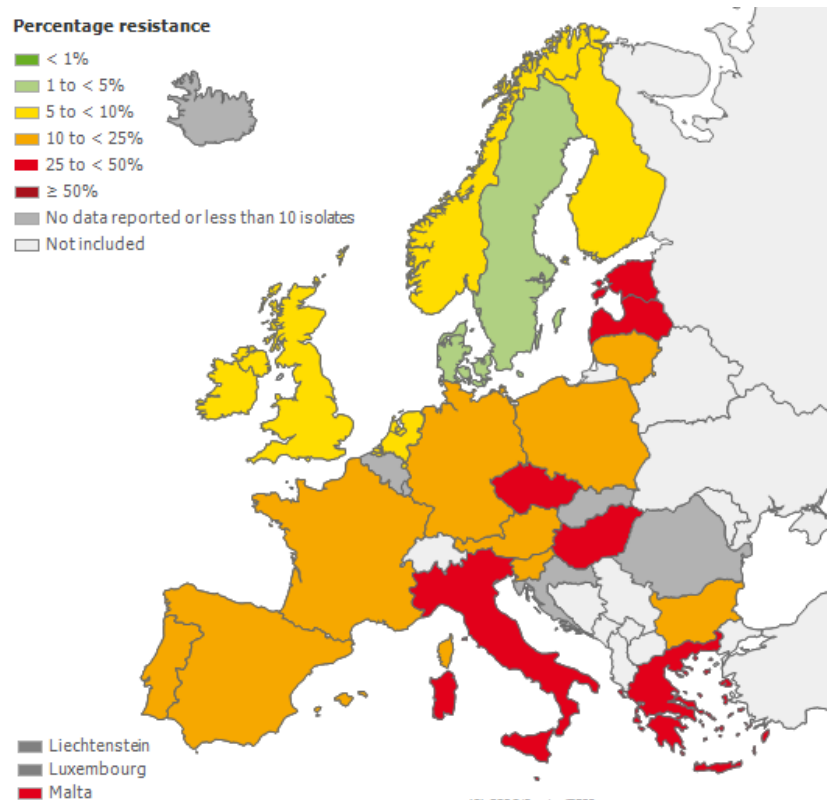 Percentage resistance
< 1%
1 to < 5%
5 to < 10%
10 to < 25%
25 to < 50%
≥ 50%
No data reported or less than 10 isolates
Not included
Liechtenstein
Luxembourg
Malta